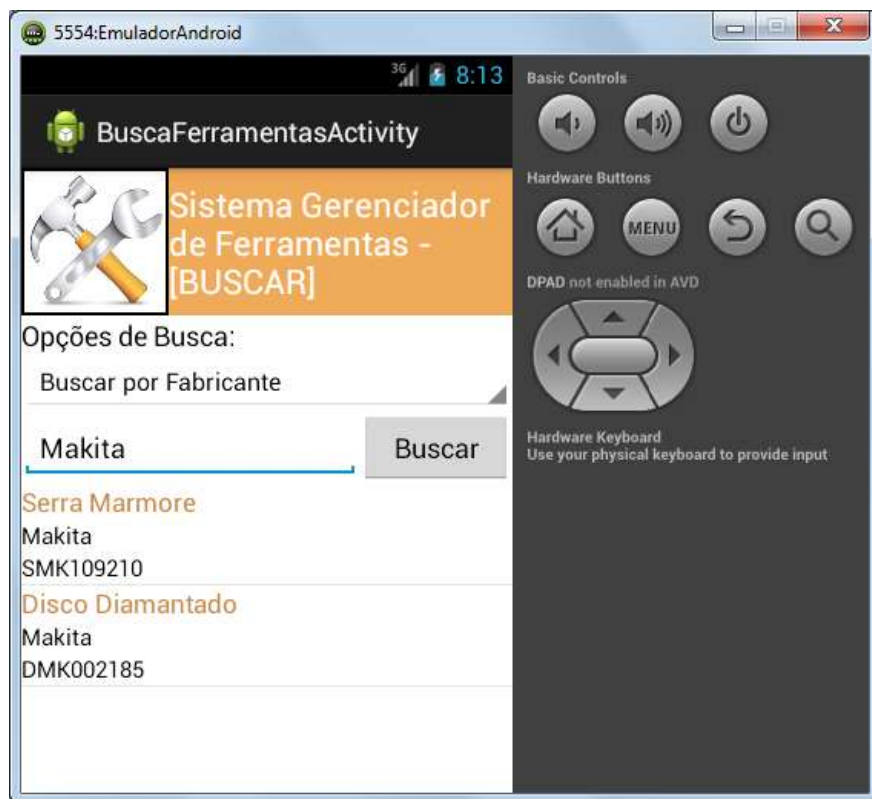 5554:EmuladorAndroid
3G 8:13
BuscaFerramentasActivity
Sistema Gerenciador
de Ferramentas -
[BUSCAR]
Opções de Busca:
Buscar por Fabricante
Makita
Buscar
Serra Marmore
Makita
SMK109210
Disco Diamantado
Makita
DMK002185
Basic Controls
Hardware Buttons
MENU
DPAD not enabled in AVD
Hardware Keyboard
Use your physical keyboard to provide input